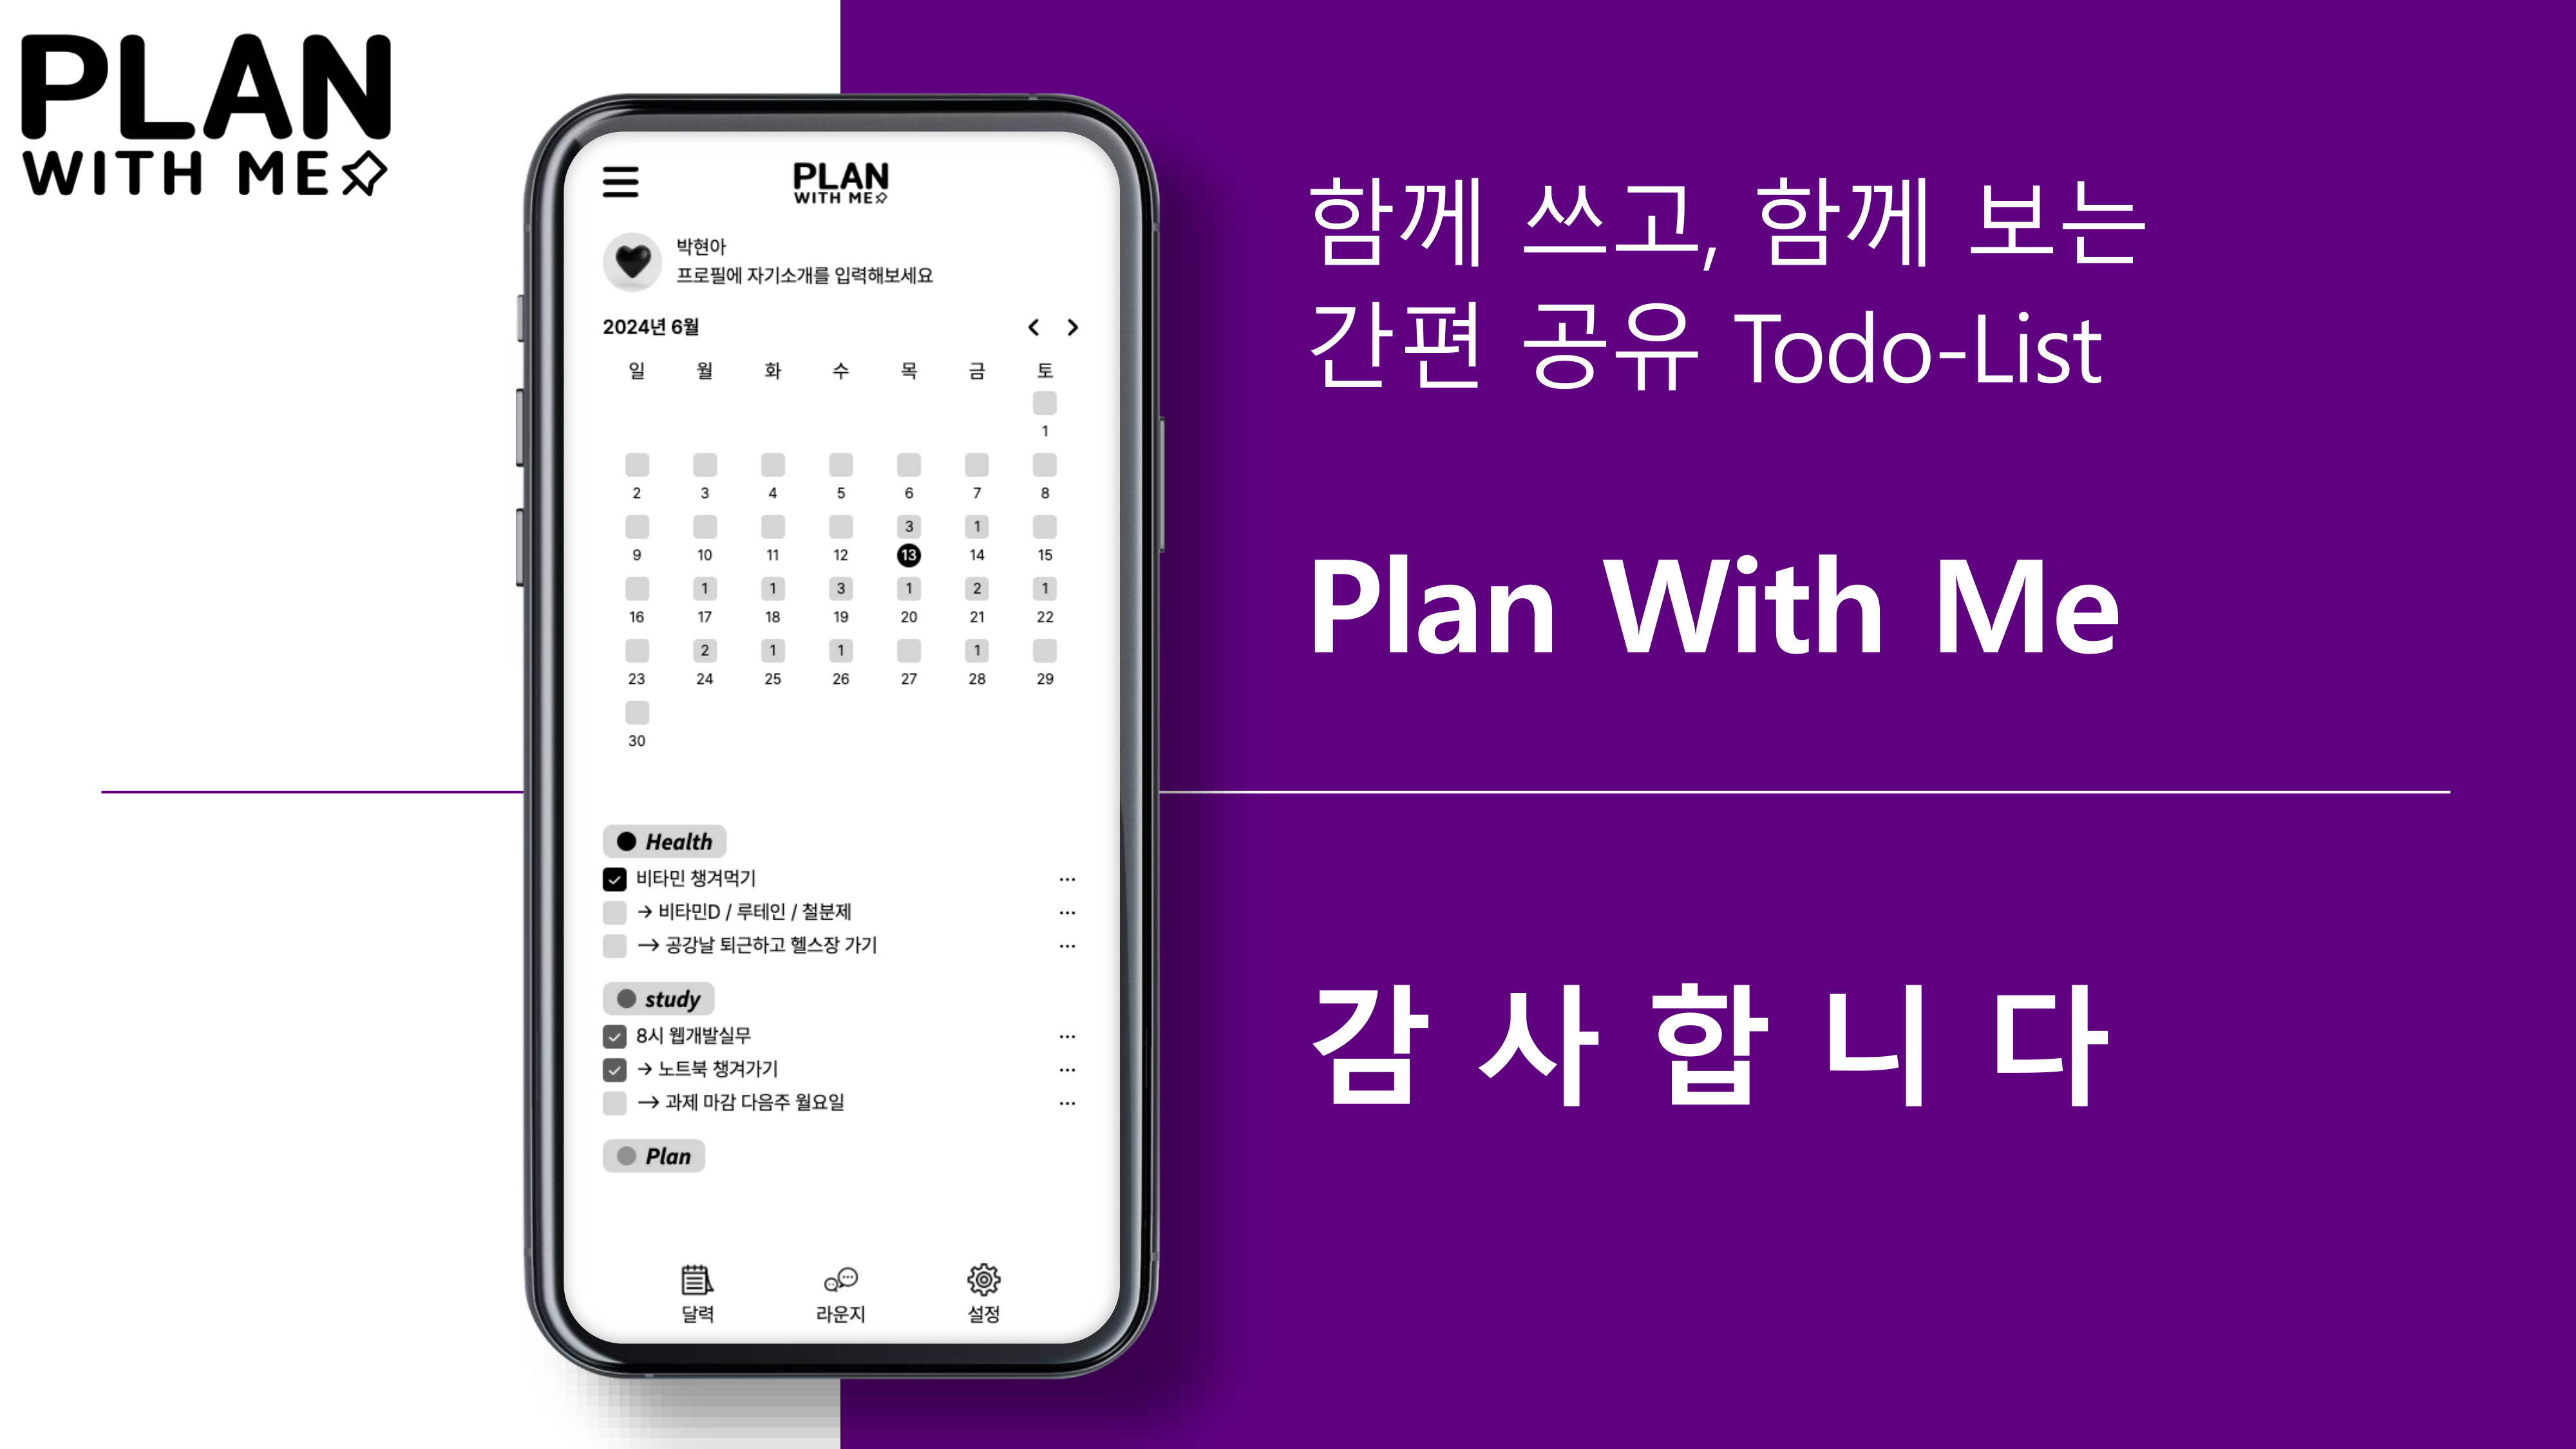 PLAN
WITH ME
PLAN
WITH ME
박현아
프로필에 자기소개를 입력해보세요
2024년 6월
일 월 화 수 목 금 토
1
2 3 4 5 6 7 8
3 1
9 10 11 12 13 14 15
1 1 3 1 2 1
16 17 18 19 20 21 22
2 1 1 1
23 24 25 26 27 28 29
30
Health
비타민 챙겨먹기 ...
→ 비타민D / 루테인 / 철분제 ...
→ 공강날 퇴근하고 헬스장 가기 ...
study
8시 웹개발실무 ...
→ 노트북 챙겨가기 ...
→ 과제 마감 다음주 월요일 ...
Plan
달력 라운지 설정
함께 쓰고, 함께 보는
간편 공유 Todo-List
Plan With Me
감 사 합 니 다